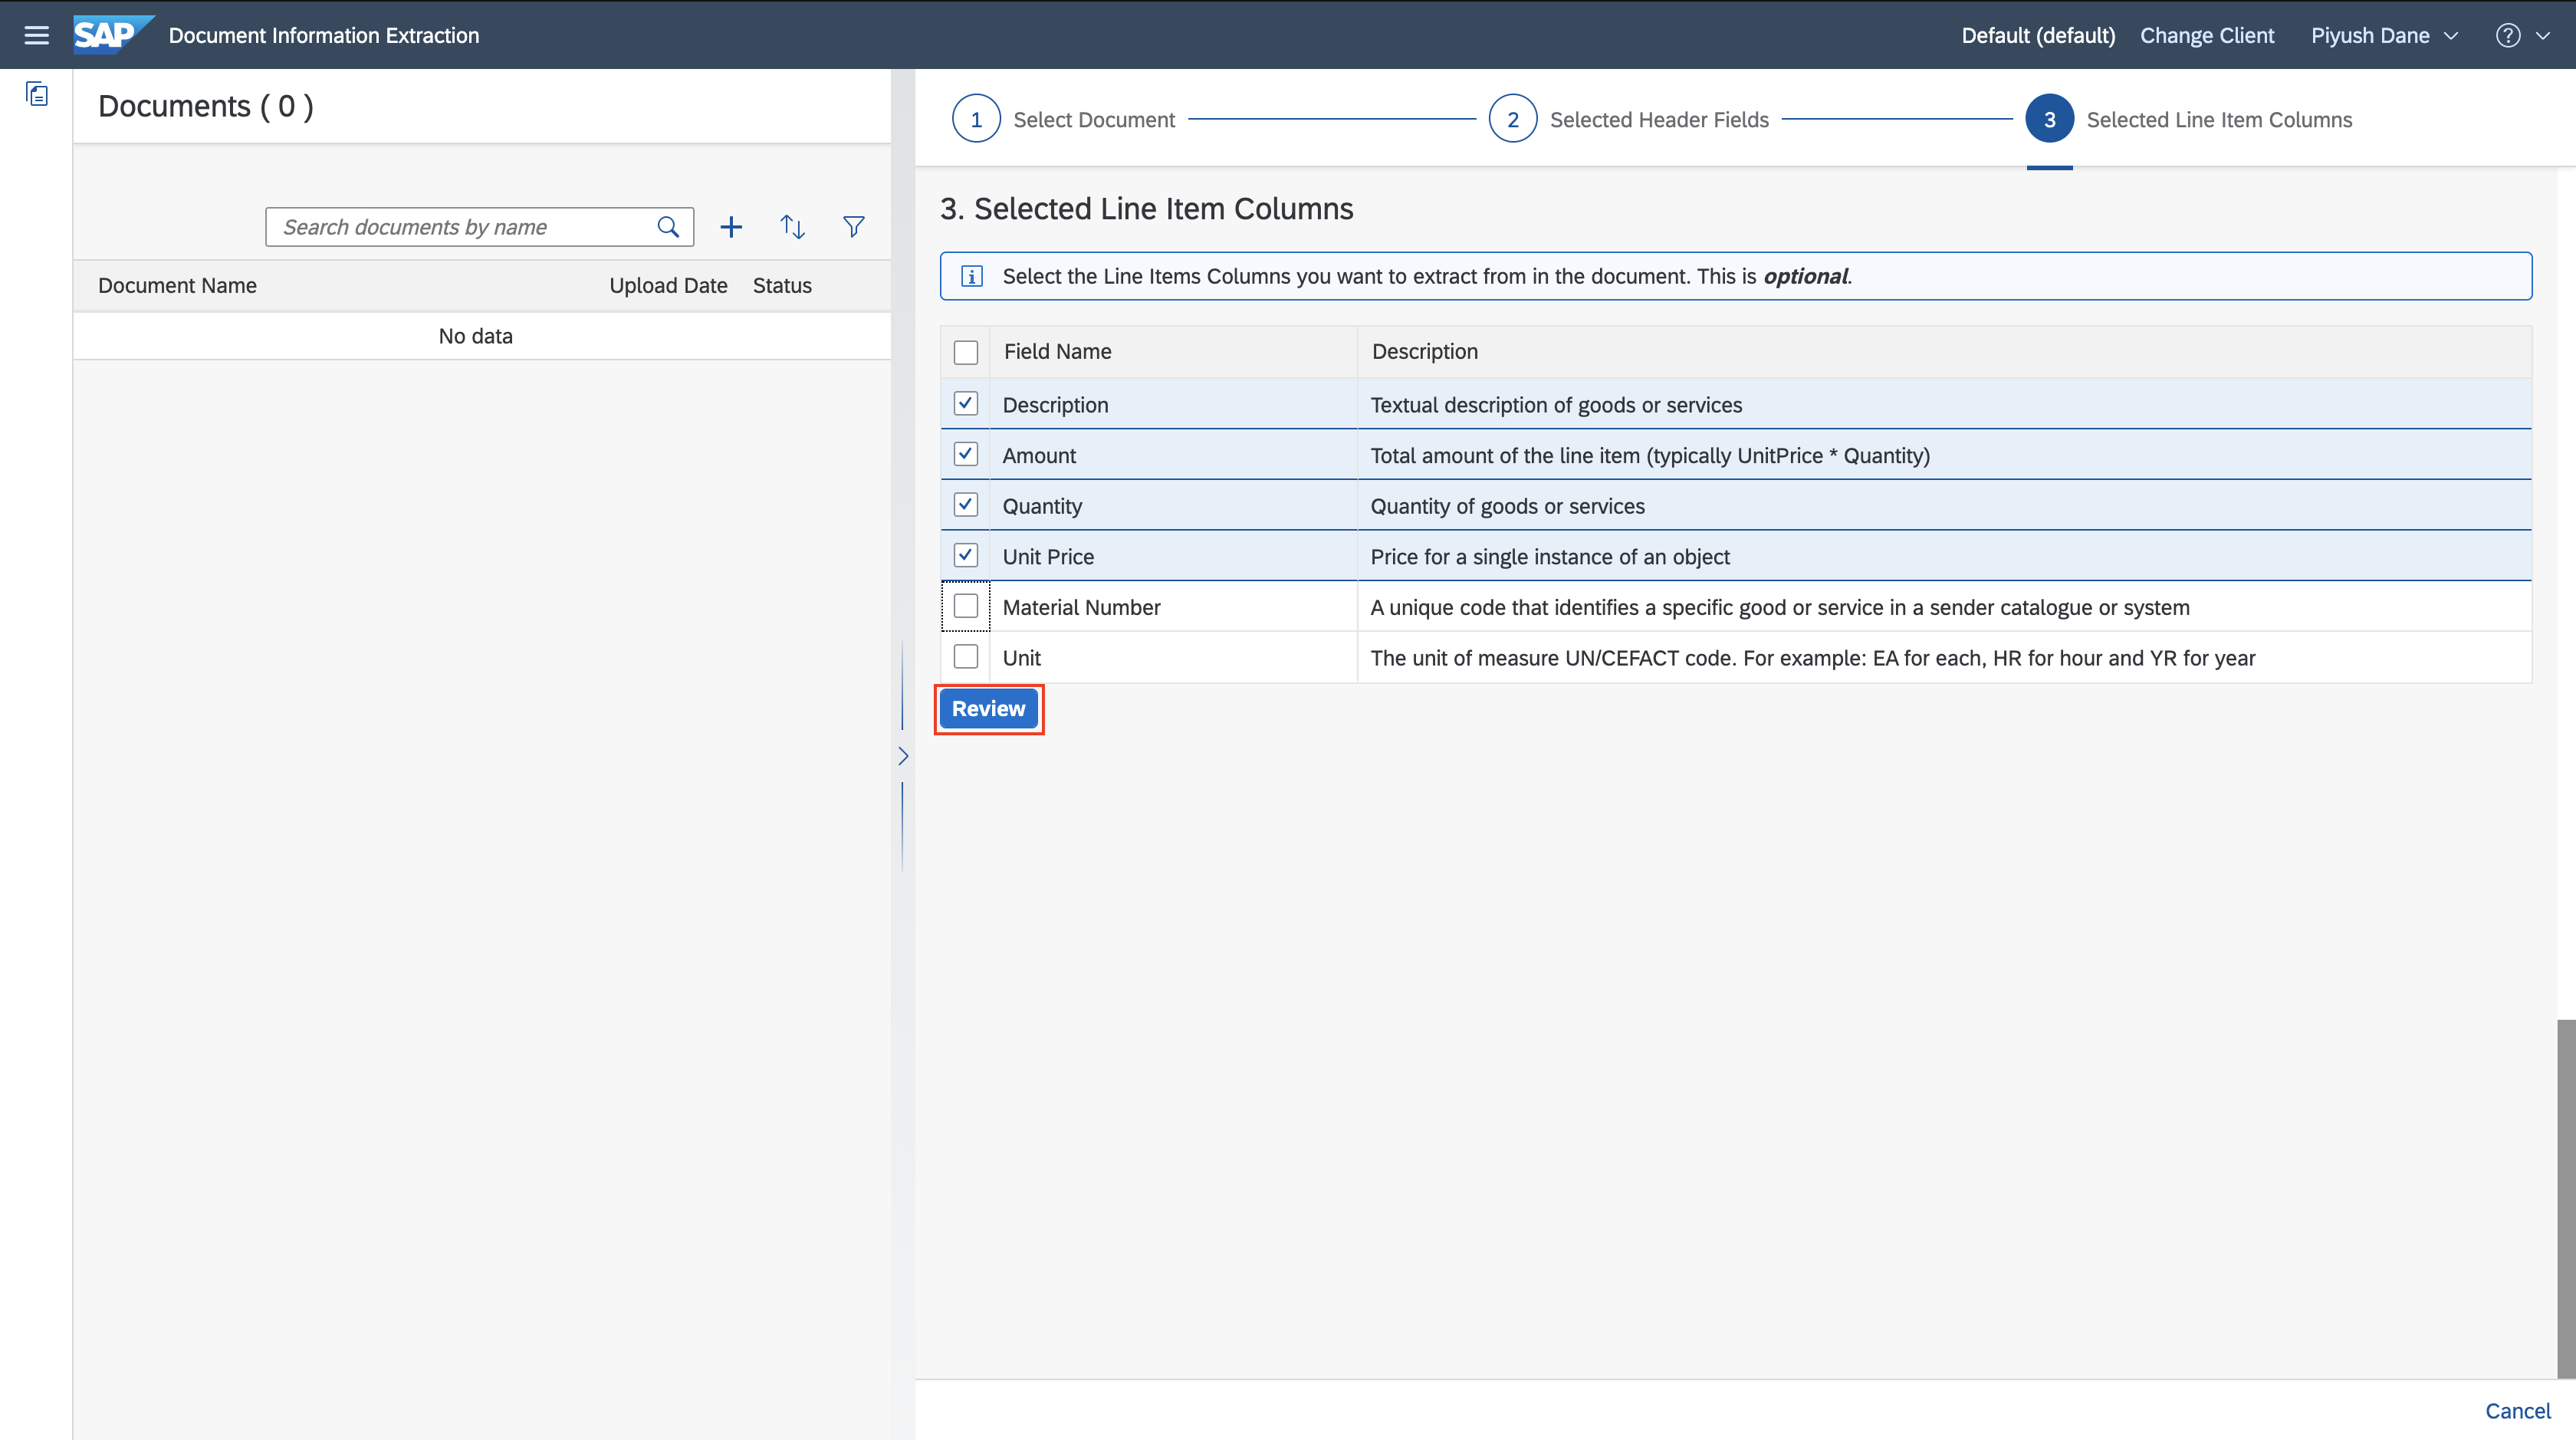 SAP Document Information Extraction Default (default) Change Client Piyush Dane ?
Documents ( 0 )
Search documents by name
Document Name Upload Date Status
No data
1 Select Document 2 Selected Header Fields 3 Selected Line Item Columns
3. Selected Line Item Columns
i Select the Line Items Columns you want to extract from in the document. This is optional.
Field Name Description
Description Textual description of goods or services
Amount Total amount of the line item (typically UnitPrice * Quantity)
Quantity Quantity of goods or services
Unit Price Price for a single instance of an object
Material Number A unique code that identifies a specific good or service in a sender catalogue or system
Unit The unit of measure UN/CEFACT code. For example: EA for each, HR for hour and YR for year
Review
Cancel